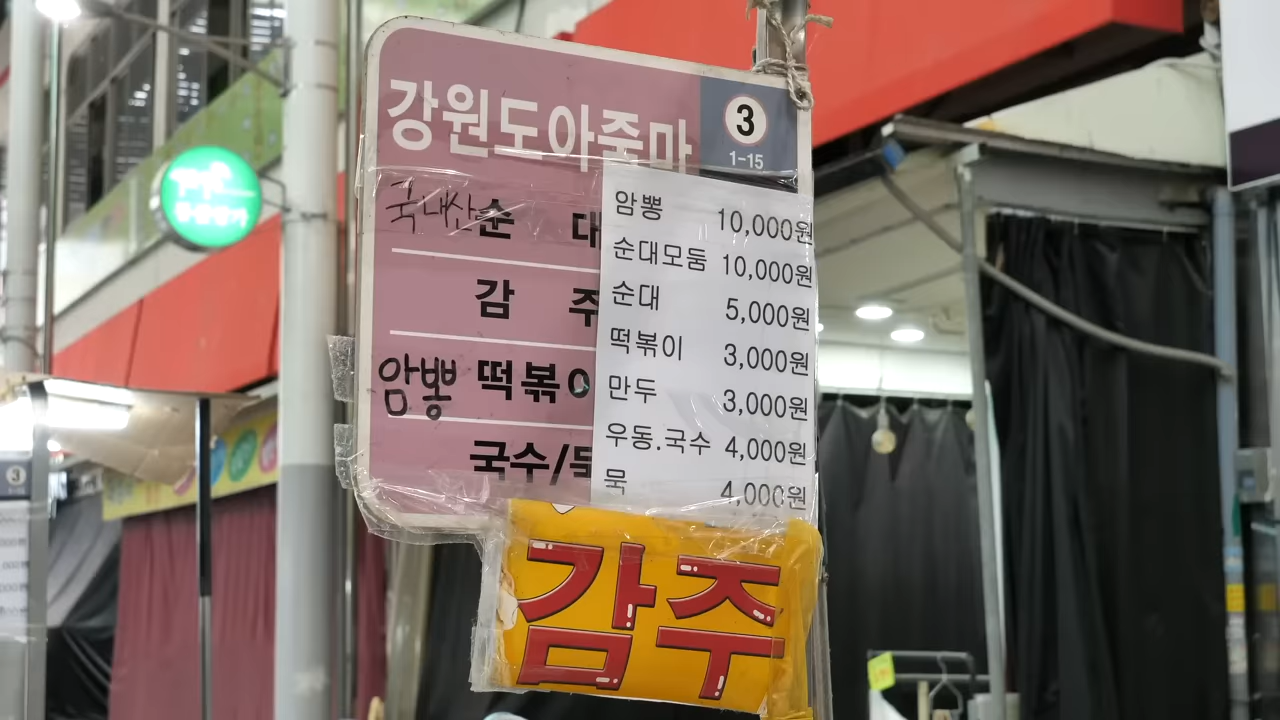 강원도아줌마
3
1-15
국내산 순 대
감 주
암뽕 떡볶이
국수/묵
암뽕 10,000원
순대모둠 10,000원
순대 5,000원
떡볶이 3,000원
만두 3,000원
우동.국수 4,000원
묵 4,000원
감주
3